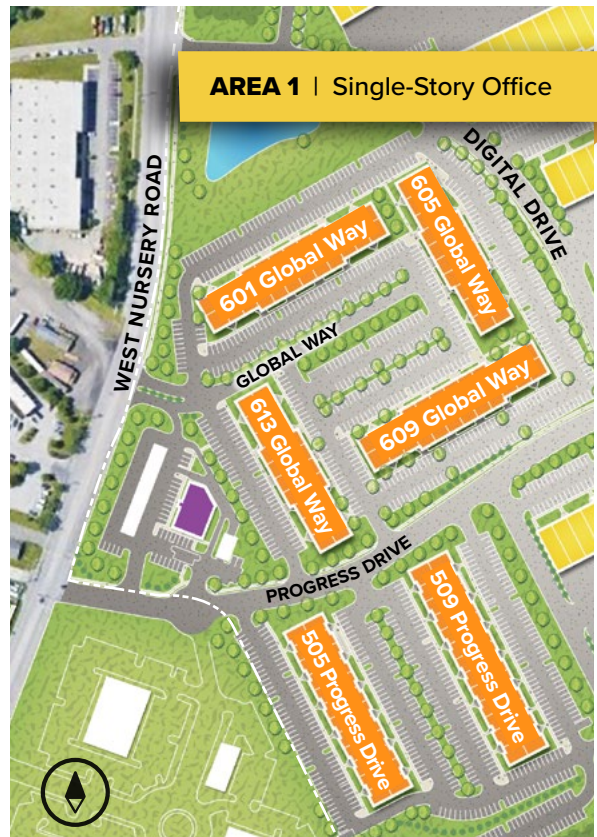 AREA 1 | Single-Story Office
DIGITAL DRIVE
WEST NURSERY ROAD
605 Global Way
601 Global Way
GLOBAL WAY
609 Global Way
613 Global Way
PROGRESS DRIVE
509 Progress Drive
505 Progress Drive